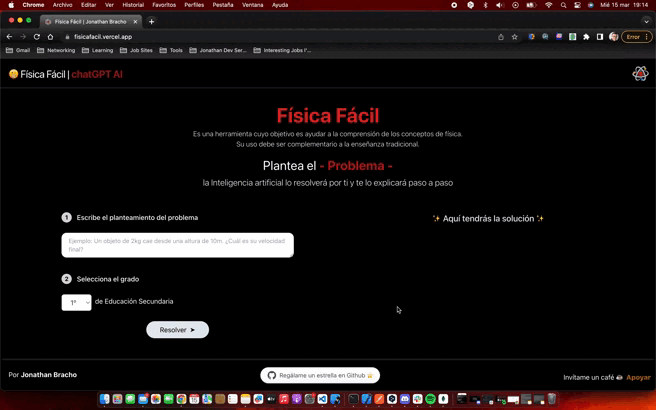 Chrome Archivo Editar Ver Historial Favoritos Perfiles Pestaña Ventana Ayuda Mié 15 mar 19:14
Física Fácil | Jonathan Bracho
fisicafacil.vercel.app Error
Gmail Networking Learning Job Sites Tools Jonathan Dev Ser... Interesting Jobs I'...
Física Fácil | chatGPT AI
Física Fácil
Es una herramienta cuyo objetivo es ayudar a la comprensión de los conceptos de física.
Su uso debe ser complementario a la enseñanza tradicional.
Plantea el - Problema -
la Inteligencia artificial lo resolverá por ti y te lo explicará paso a paso
1 Escribe el planteamiento del problema
Ejemplo: Un objeto de 2kg cae desde una altura de 10m. ¿Cuál es su velocidad
final?
2 Selecciona el grado
1° de Educación Secundaria
Resolver ➤
✨ Aquí tendrás la solución ✨
Por Jonathan Bracho
Regálame un estrella en Github ⭐
Invítame un café ☕ Apoyar